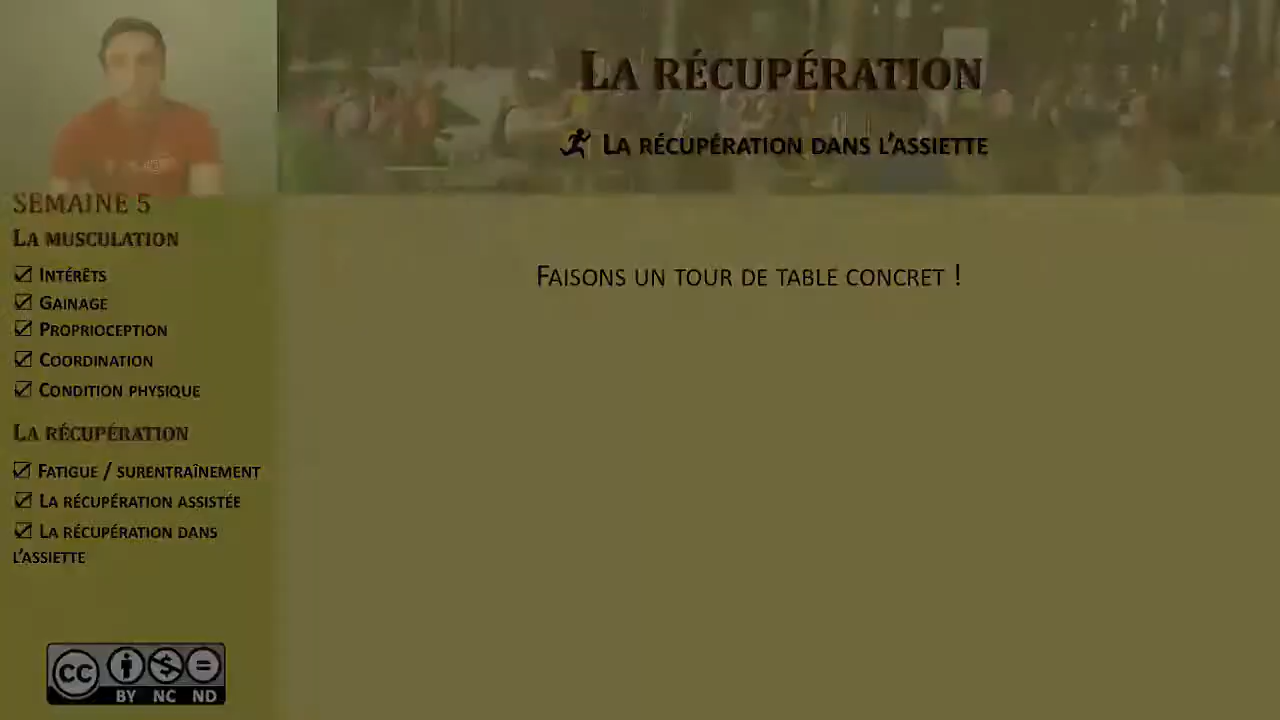 La récupération
La récupération dans l'assiette
Semaine 5
La musculation
Intérêts
Gainage
Proprioception
Coordination
Condition physique
La récupération
Fatigue / surentraînement
La récupération assistée
La récupération dans
l'assiette
Faisons un tour de table concret !
CC
BY NC ND